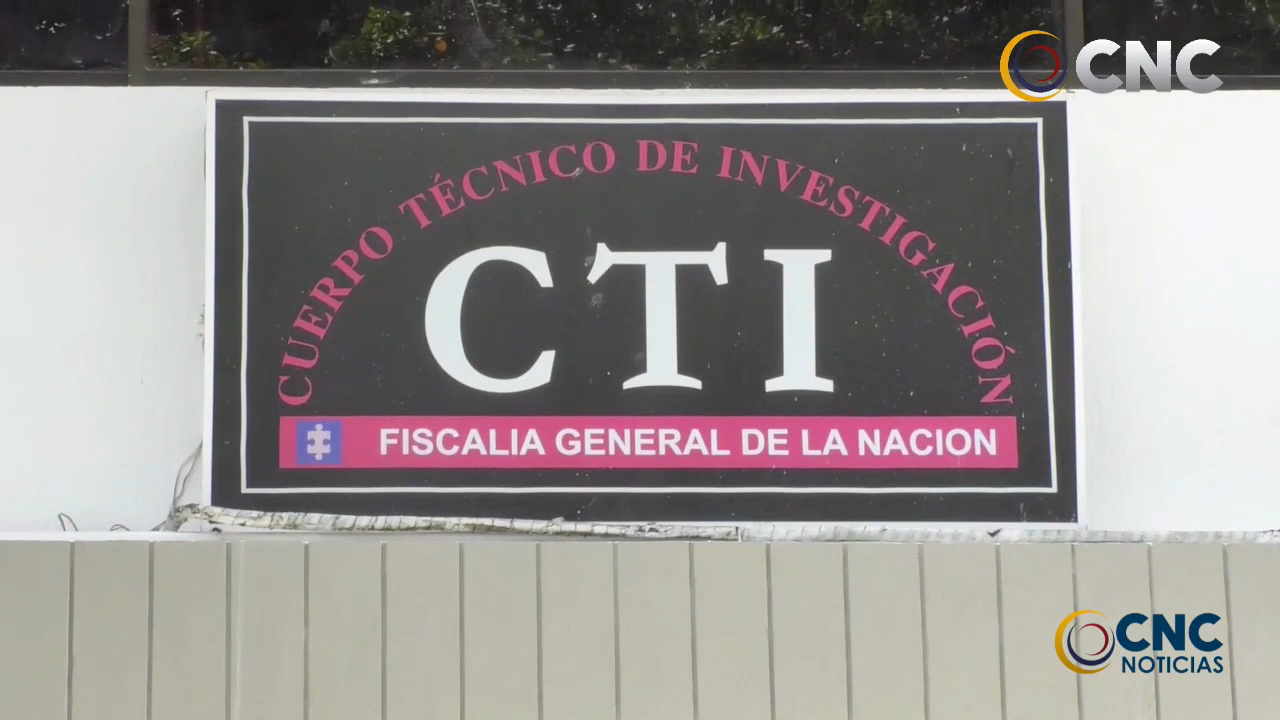 CNC
CUERPO TÉCNICO DE INVESTIGACIÓN
CTI
FISCALIA GENERAL DE LA NACION
CNC
NOTICIAS